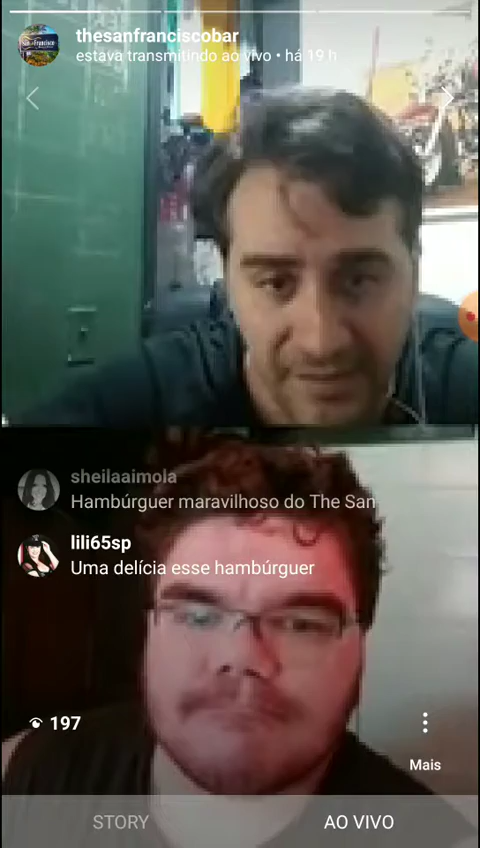 thesanfranciscobar
estava transmitindo ao vivo • há 19 h
sheilaaimola
Hambúrguer maravilhoso do The San
lili65sp
Uma delícia esse hambúrguer
197
Mais
STORY
AO VIVO